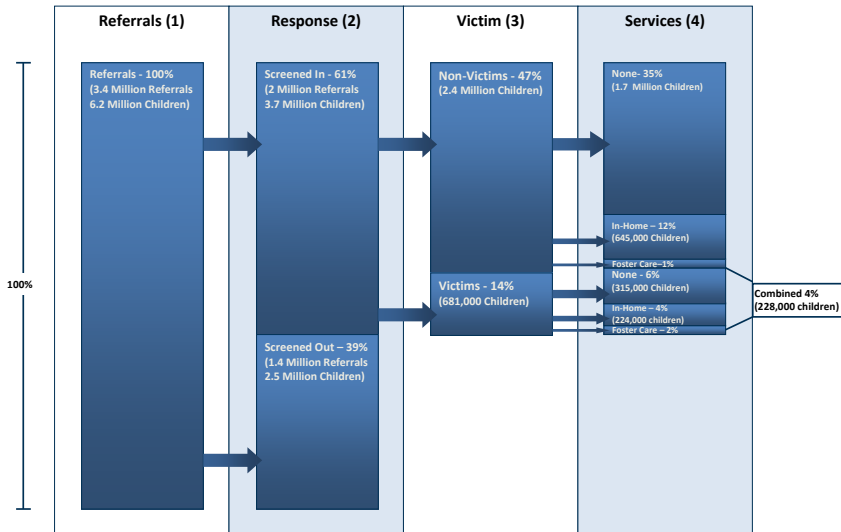 Referrals (1)
Response (2)
Victim (3)
Services (4)
100%
Referrals - 100%
(3.4 Million Referrals
6.2 Million Children)
Screened In - 61%
(2 Million Referrals
3.7 Million Children)
Screened Out – 39%
(1.4 Million Referrals
2.5 Million Children)
Non-Victims - 47%
(2.4 Million Children)
Victims - 14%
(681,000 Children)
None- 35%
(1.7 Million Children)
In-Home – 12%
(645,000 Children)
Foster Care–1%
None - 6%
(315,000 Children)
In-Home – 4%
(224,000 Children)
Foster Care - 2%
Combined 4%
(228,000 children)